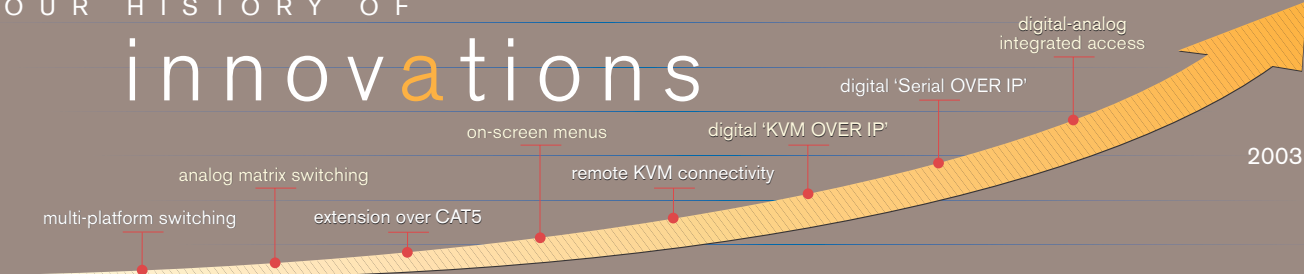 OUR HISTORY OF
innovations
multi-platform switching
analog matrix switching
extension over CAT5
on-screen menus
remote KVM connectivity
digital ‘KVM OVER IP’
digital ‘Serial OVER IP’
digital-analog
integrated access
2003